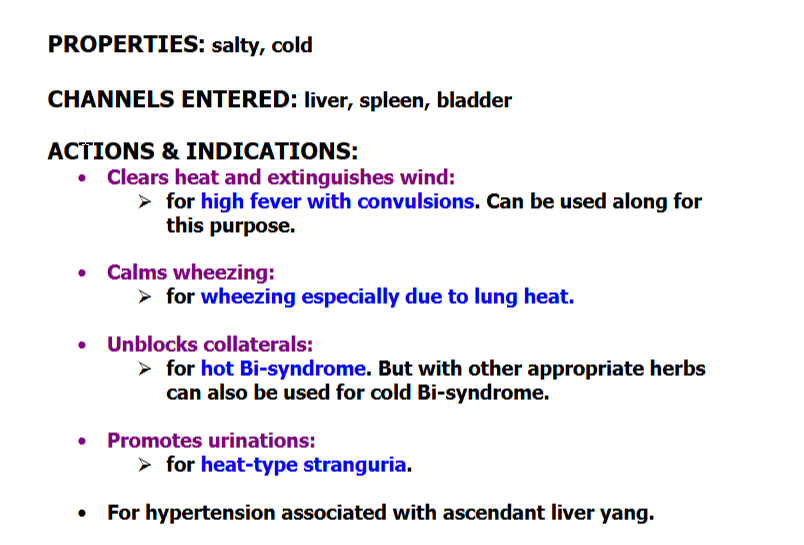 PROPERTIES: salty, cold
CHANNELS ENTERED: liver, spleen, bladder
ACTIONS & INDICATIONS:
• Clears heat and extinguishes wind:
➢ for high fever with convulsions. Can be used along for
this purpose.
• Calms wheezing:
➢ for wheezing especially due to lung heat.
• Unblocks collaterals:
➢ for hot Bi-syndrome. But with other appropriate herbs
can also be used for cold Bi-syndrome.
• Promotes urinations:
➢ for heat-type stranguria.
• For hypertension associated with ascendant liver yang.